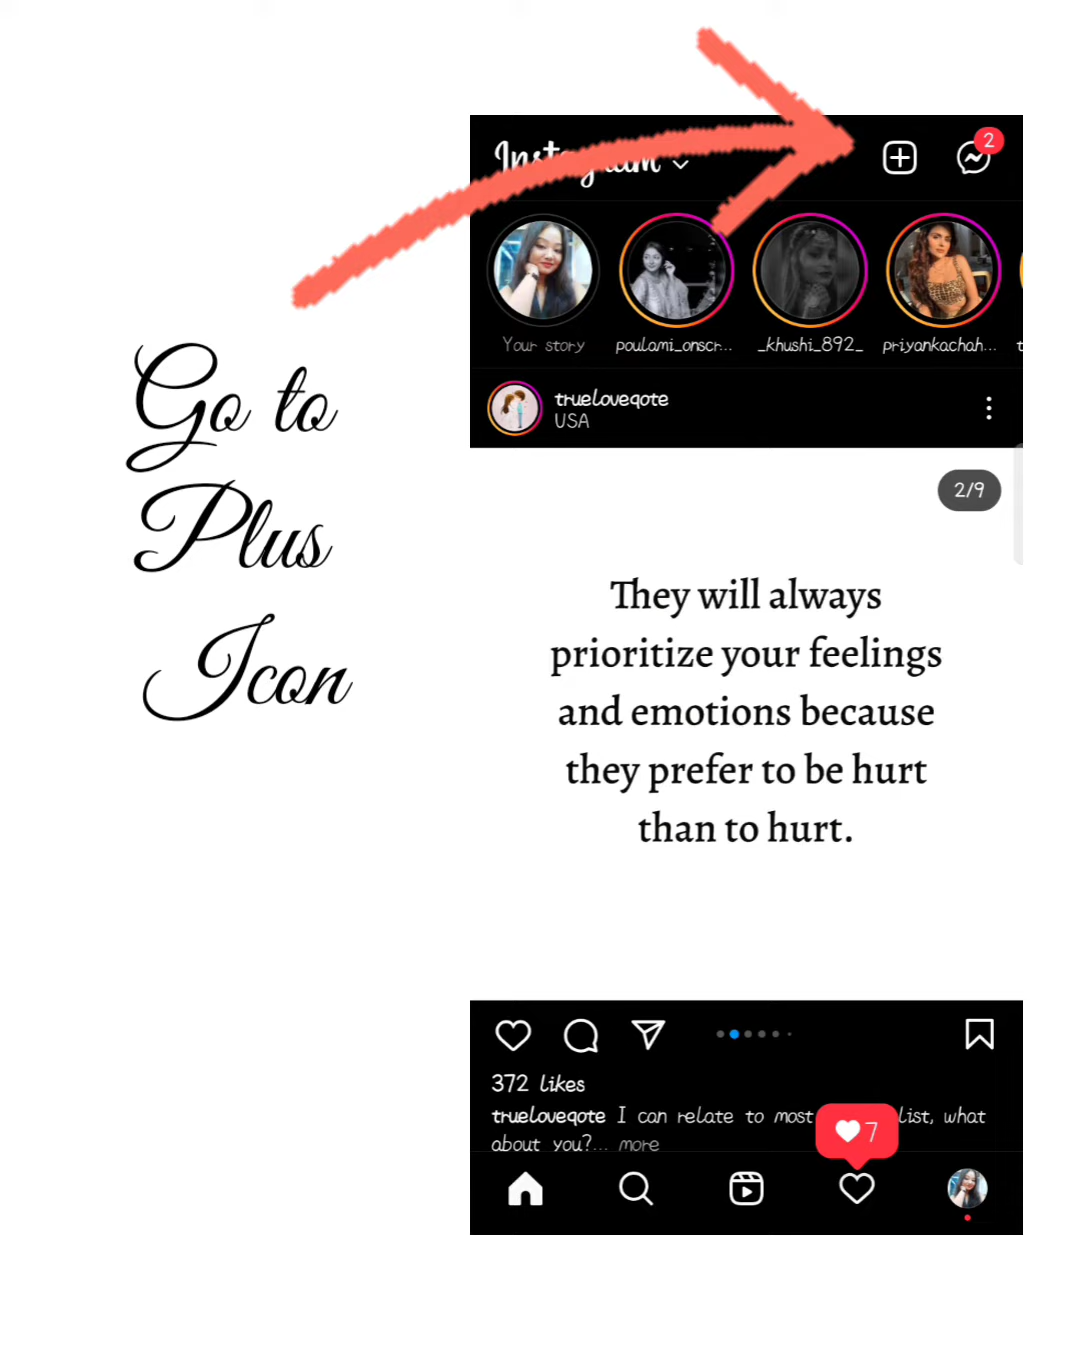 Go to
Plus
Icon
Instagram
2
Your story
poulami_onscr...
_khushi_892_
priyankachah...
trueloveqote
USA
2/9
They will always
prioritize your feelings
and emotions because
they prefer to be hurt
than to hurt.
372 likes
trueloveqote I can relate to most list, what
about you?... more
7